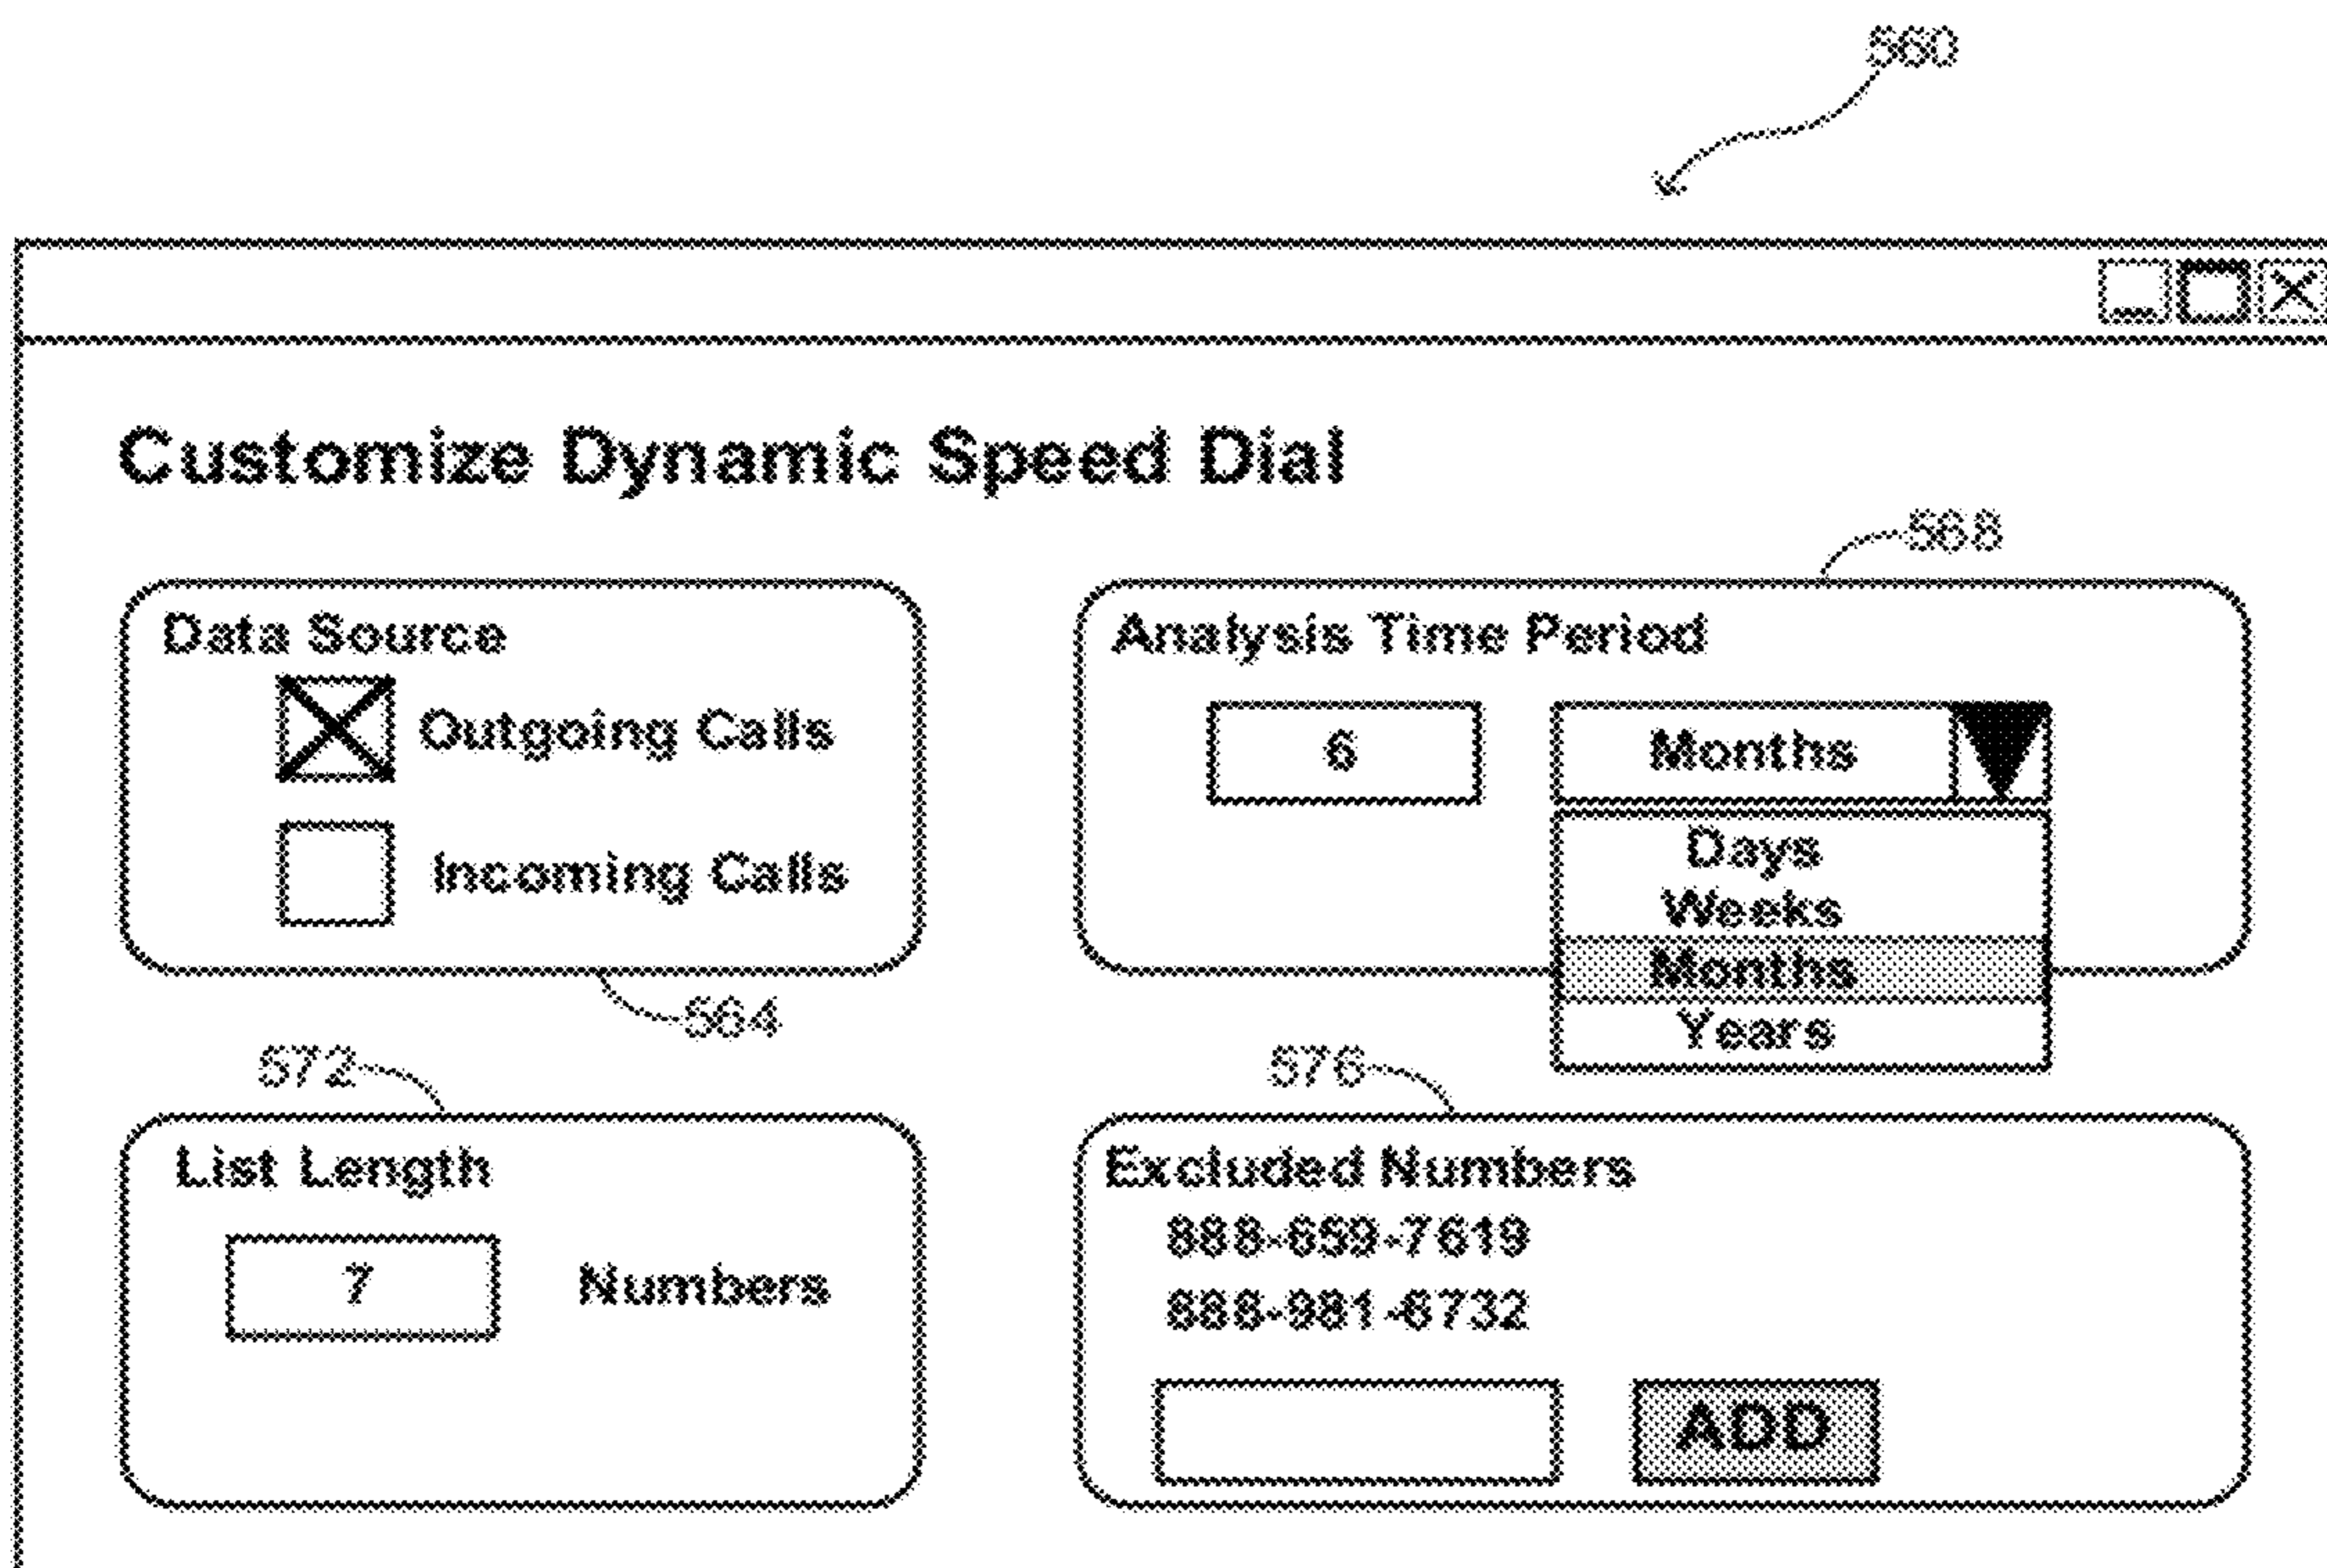 560
Customize Dynamic Speed Dial
568
Data Source
Outgoing Calls
Incoming Calls
564
Analysis Time Period
6 Months
Days
Weeks
Months
Years
572
List Length
7 Numbers
576
Excluded Numbers
888-659-7619
888-981-6732
ADD